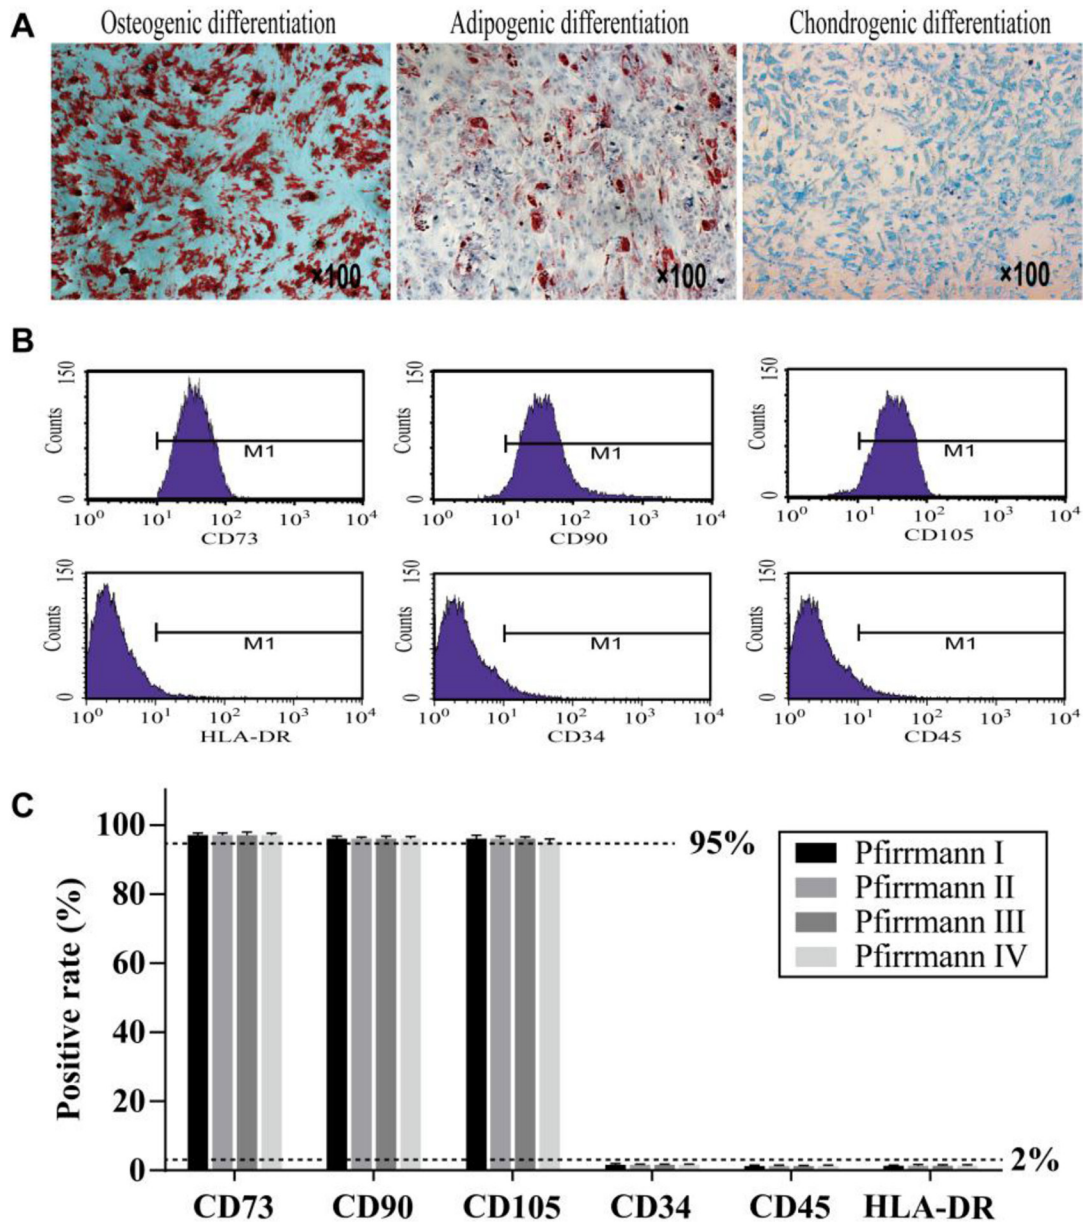 A
Osteogenic differentiation
Adipogenic differentiation
Chondrogenic differentiation
×100
×100
×100
B
150
Counts
0
M1
10⁰ 10¹ 10² 10³ 10⁴
CD73
M1
10⁰ 10¹ 10² 10³ 10⁴
CD90
150
Counts
0
M1
10⁰ 10¹ 10² 10³ 10⁴
CD105
150
Counts
0
M1
10⁰ 10¹ 10² 10³ 10⁴
HLA-DR
150
Counts
0
M1
10⁰ 10¹ 10² 10³ 10⁴
CD34
150
Counts
0
M1
10⁰ 10¹ 10² 10³ 10⁴
CD45
C
Positive rate (%)
100
80
60
40
20
0
95%
2%
Pfirrmann I
Pfirrmann II
Pfirrmann III
Pfirrmann IV
CD73 CD90 CD105 CD34 CD45 HLA-DR